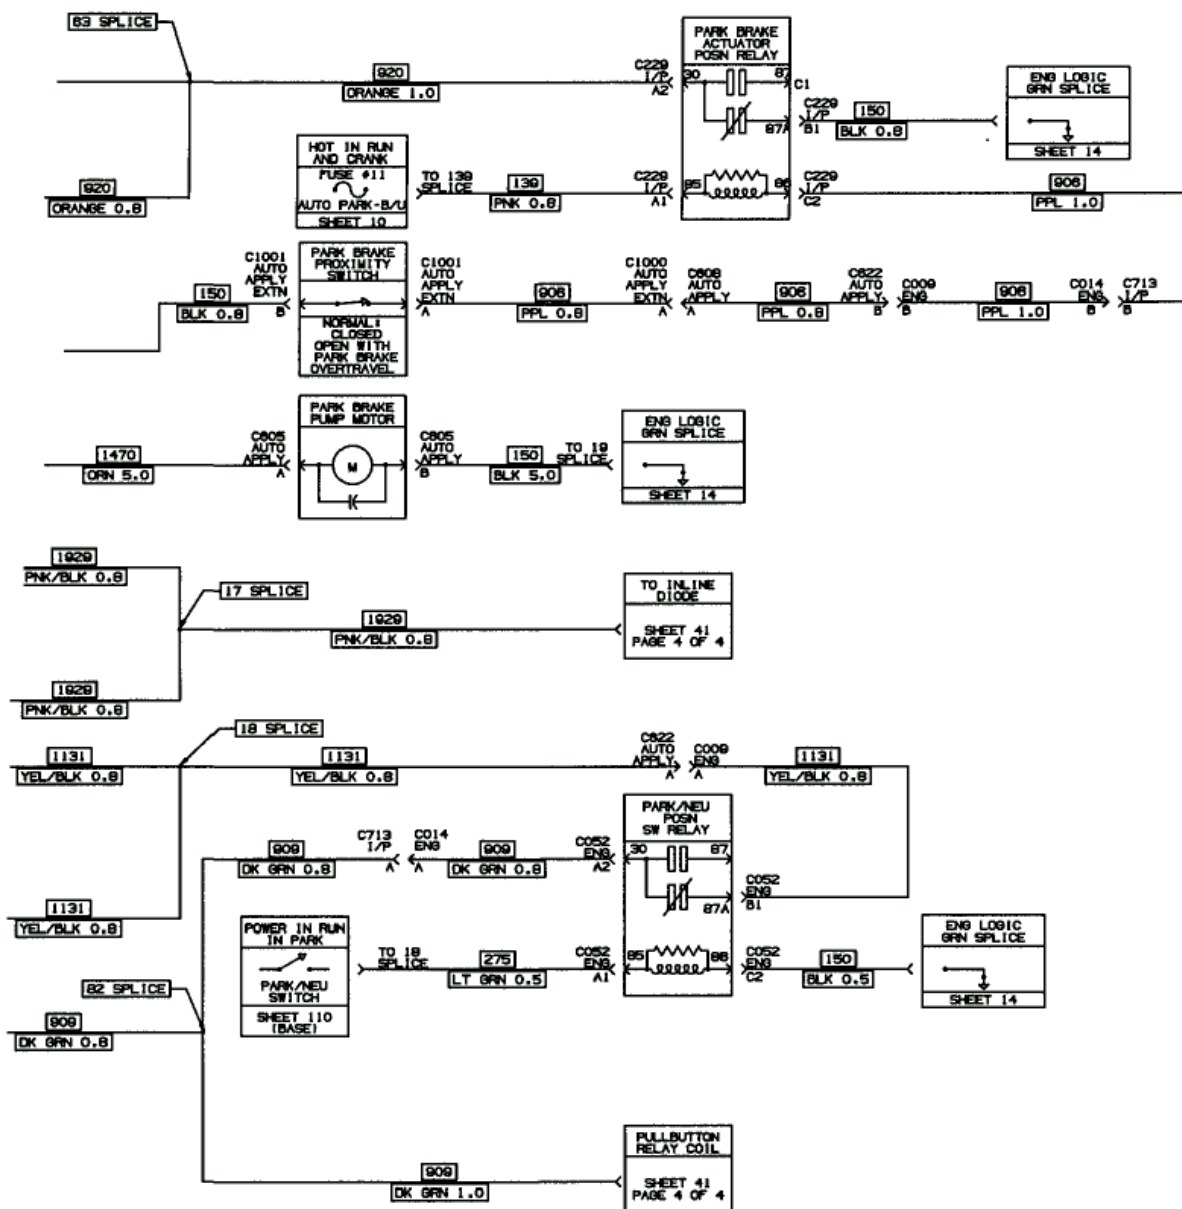 63 SPLICE
920
ORANGE 1.0
C229
I/P
A2
PARK BRAKE
ACTUATOR
POSN RELAY
30
87
C1
87A
C229
I/P
B1
150
BLK 0.8
ENG LOGIC
GRN SPLICE
SHEET 14
920
ORANGE 0.8
HOT IN RUN
AND CRANK
FUSE #11
AUTO PARK-B/U
SHEET 10
TO 139
SPLICE
139
PNK 0.8
C229
I/P
A1
85
86
C229
I/P
C2
906
PPL 1.0
150
BLK 0.8
C1001
AUTO
APPLY
EXTN
B
PARK BRAKE
PROXIMITY
SWITCH
NORMAL:
CLOSED
OPEN WITH
PARK BRAKE
OVERTRAVEL
C1001
AUTO
APPLY
EXTN
A
906
PPL 0.8
C1000
AUTO
APPLY
EXTN
A
C608
AUTO
APPLY
A
906
PPL 0.8
C622
AUTO
APPLY
B
C009
ENG
B
906
PPL 1.0
C014
ENG
B
C713
I/P
B
1470
ORN 5.0
C605
AUTO
APPLY
A
PARK BRAKE
PUMP MOTOR
M
C605
AUTO
APPLY
B
150
BLK 5.0
TO 19
SPLICE
ENG LOGIC
GRN SPLICE
SHEET 14
1929
PNK/BLK 0.8
17 SPLICE
1929
PNK/BLK 0.8
TO INLINE
DIODE
SHEET 41
PAGE 4 OF 4
1929
PNK/BLK 0.8
18 SPLICE
1131
YEL/BLK 0.8
1131
YEL/BLK 0.8
C622
AUTO
APPLY
A
C009
ENG
A
1131
YEL/BLK 0.8
909
DK GRN 0.8
C713
I/P
A
C014
ENG
A
909
DK GRN 0.8
C052
ENG
A2
PARK/NEU
POSN
SW RELAY
30
87
87A
C052
ENG
B1
1131
YEL/BLK 0.8
POWER IN RUN
IN PARK
PARK/NEU
SWITCH
SHEET 110
(BASE)
TO 18
SPLICE
275
LT GRN 0.5
C052
ENG
A1
85
86
C052
ENG
C2
150
BLK 0.5
ENG LOGIC
GRN SPLICE
SHEET 14
82 SPLICE
909
DK GRN 0.8
909
DK GRN 1.0
PULLBUTTON
RELAY COIL
SHEET 41
PAGE 4 OF 4